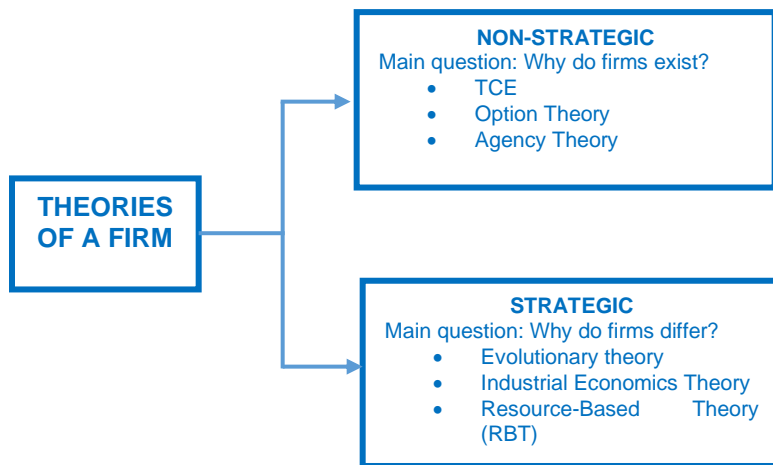 NON-STRATEGIC
Main question: Why do firms exist?
• TCE
• Option Theory
• Agency Theory
THEORIES
OF A FIRM
STRATEGIC
Main question: Why do firms differ?
• Evolutionary theory
• Industrial Economics Theory
• Resource-Based Theory
(RBT)